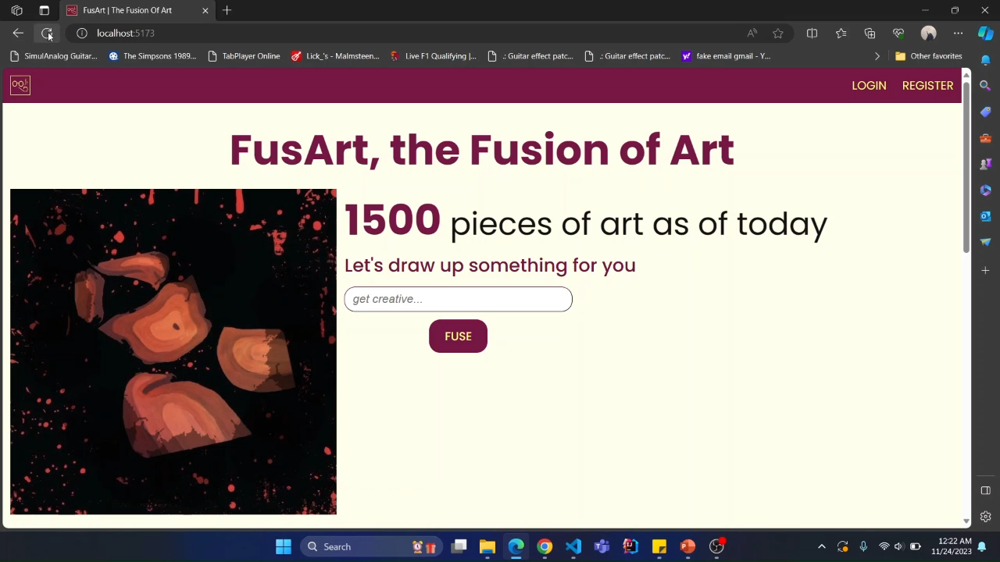 FusArt | The Fusion Of Art
localhost:5173
SimulAnalog Guitar...
The Simpsons 1989...
TabPlayer Online
Lick_'s - Malmsteen...
Live F1 Qualifying |...
.: Guitar effect patc...
.: Guitar effect patc...
fake email gmail - Y...
Other favorites
LOGIN
REGISTER
FusArt, the Fusion of Art
1500 pieces of art as of today
Let's draw up something for you
get creative...
FUSE
Search
12:22 AM
11/24/2023